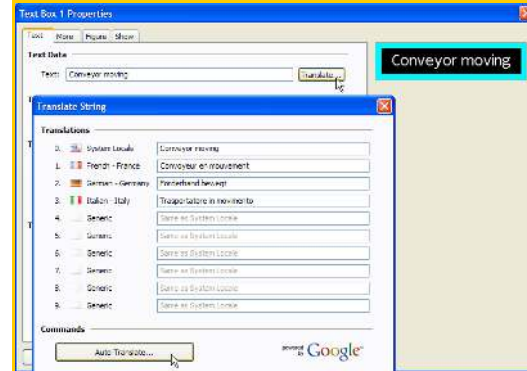 Text Box 1 Properties
Text More Figure Show
Text Data
Text: Conveyor moving Translate...
Conveyor moving
Translate String
Translations
0. System Locale Conveyor moving
1. French - France Convoyeur en mouvement
2. German - Germany Förderband bewegt
3. Italian - Italy Trasportatore in movimento
4. Generic Same as System Locale
5. Generic Same as System Locale
6. Generic Same as System Locale
7. Generic Same as System Locale
8. Generic Same as System Locale
9. Generic Same as System Locale
Commands
Auto Translate...
powered by Google